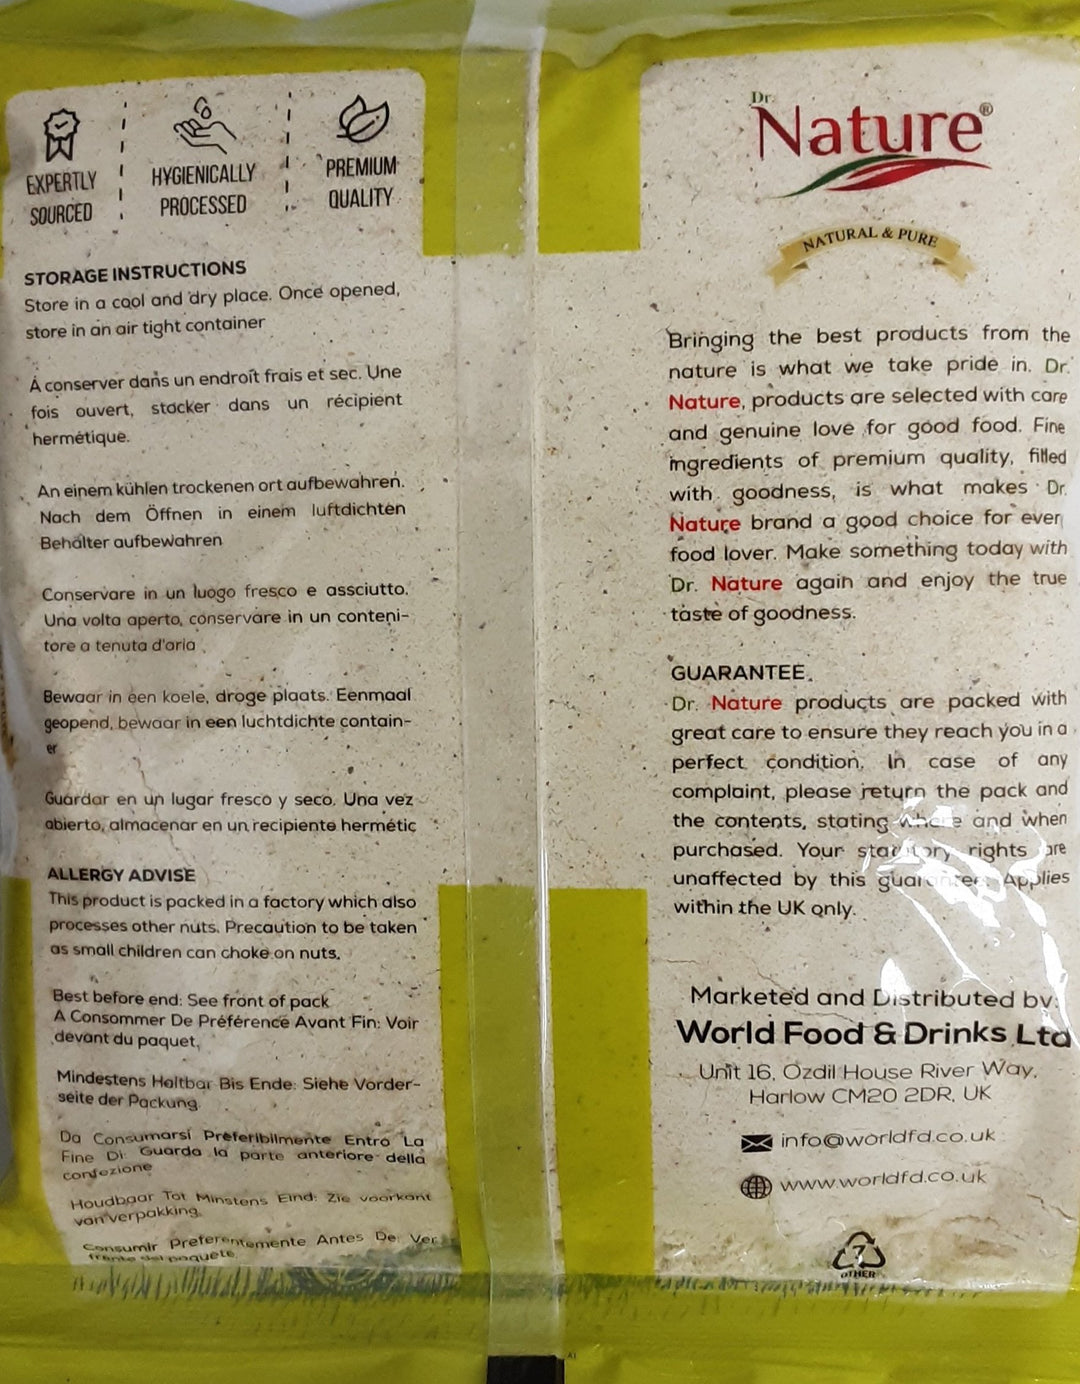 EXPERTLY
SOURCED
HYGIENICALLY
PROCESSED
PREMIUM
QUALITY
STORAGE INSTRUCTIONS
Store in a cool and dry place. Once opened,
store in an air tight container
À conserver dans un endroit frais et sec. Une
fois ouvert, stocker dans un récipient
hermétique.
An einem kühlen trockenen ort aufbewahren.
Nach dem Öffnen in einem luftdichten
Behälter aufbewahren
Conservare in un luogo fresco e assciutto.
Una volta aperto, conservare in un conteni-
tore a tenuta d'aria
Bewaar in een koele, droge plaats. Eenmaal
geopend, bewaar in een luchtdichte contain-
er
Guardar en un lugar fresco y seco. Una vez
abierto, almacenar en un recipiente hermétic
ALLERGY ADVISE
This product is packed in a factory which also
processes other nuts. Precaution to be taken
as small children can choke on nuts.
Best before end: See front of pack
A Consommer De Préférence Avant Fin: Voir
devant du paquet,
Mindestens Haltbar Bis Ende: Siehe Vorder-
seite der Packung
Da Consumarsi Preferibilmente Entro La
Fine Di: Guarda la parte anteriore della
confezione
Houdbaar Tot Minstens Eind: Zie voorkant
van verpakking.
Consumir Preferentemente Antes De: Ver
frente del paquete
Dr.
Nature®
NATURAL & PURE
Bringing the best products from the
nature is what we take pride in. Dr.
Nature, products are selected with care
and genuine love for good food. Fine
ingredients of premium quality, filled
with goodness, is what makes Dr.
Nature brand a good choice for ever
food lover. Make something today with
Dr. Nature again and enjoy the true
taste of goodness.
GUARANTEE.
Dr. Nature products are packed with
great care to ensure they reach you in a
perfect condition. In case of any
complaint, please return the pack and
the contents, stating where and when
purchased. Your statutory rights are
unaffected by this guarantee. Applies
within the UK only.
Marketed and Distributed by:
World Food & Drinks Ltd
Unit 16, Ozdil House River Way,
Harlow CM20 2DR, UK
info@worldfd.co.uk
www.worldfd.co.uk
7
OTHER